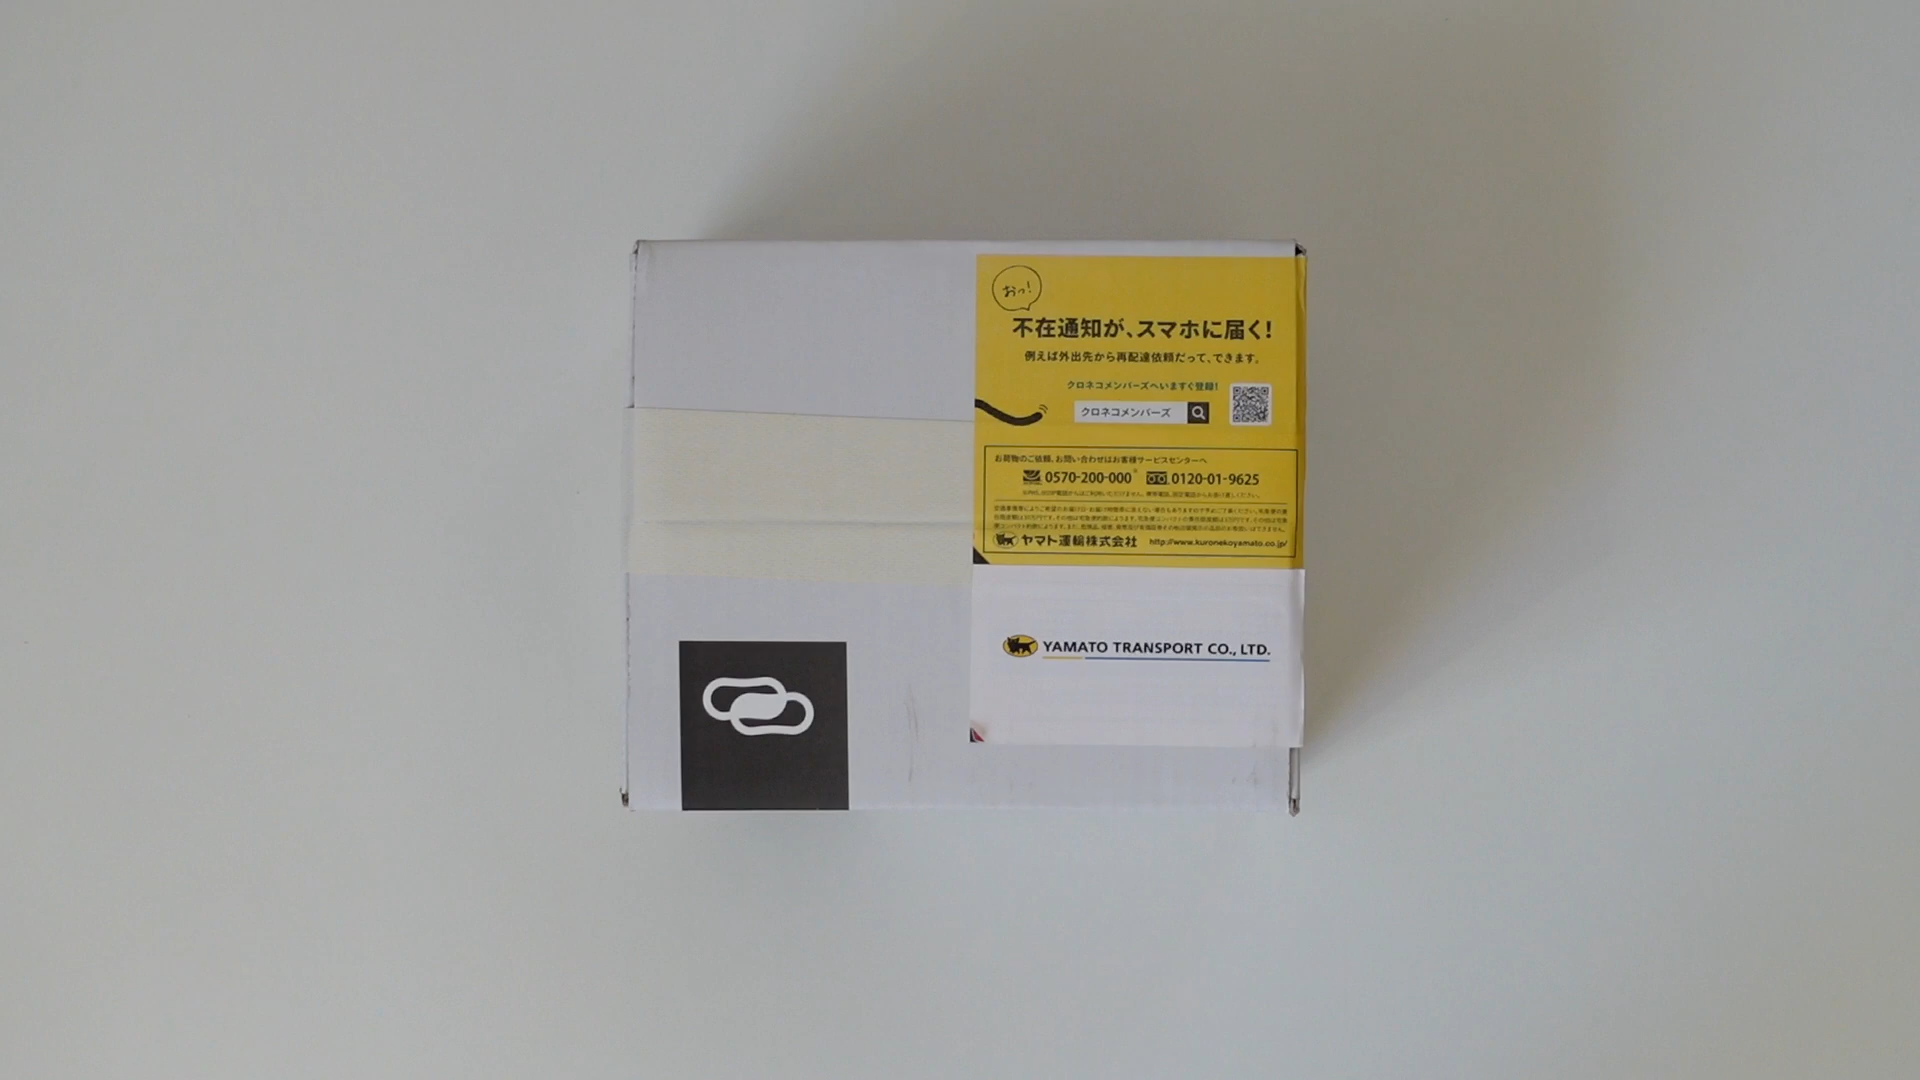 おっ!
不在通知が、スマホに届く!
例えば外出先から再配達依頼だって、できます。
クロネコメンバーズへいますぐ登録!
クロネコメンバーズ
お荷物のご依頼、お問い合わせはお客様サービスセンターへ
0570-200-000 0120-01-9625
ヤマト運輸株式会社 http://www.kuronekoyamato.co.jp/
YAMATO TRANSPORT CO., LTD.